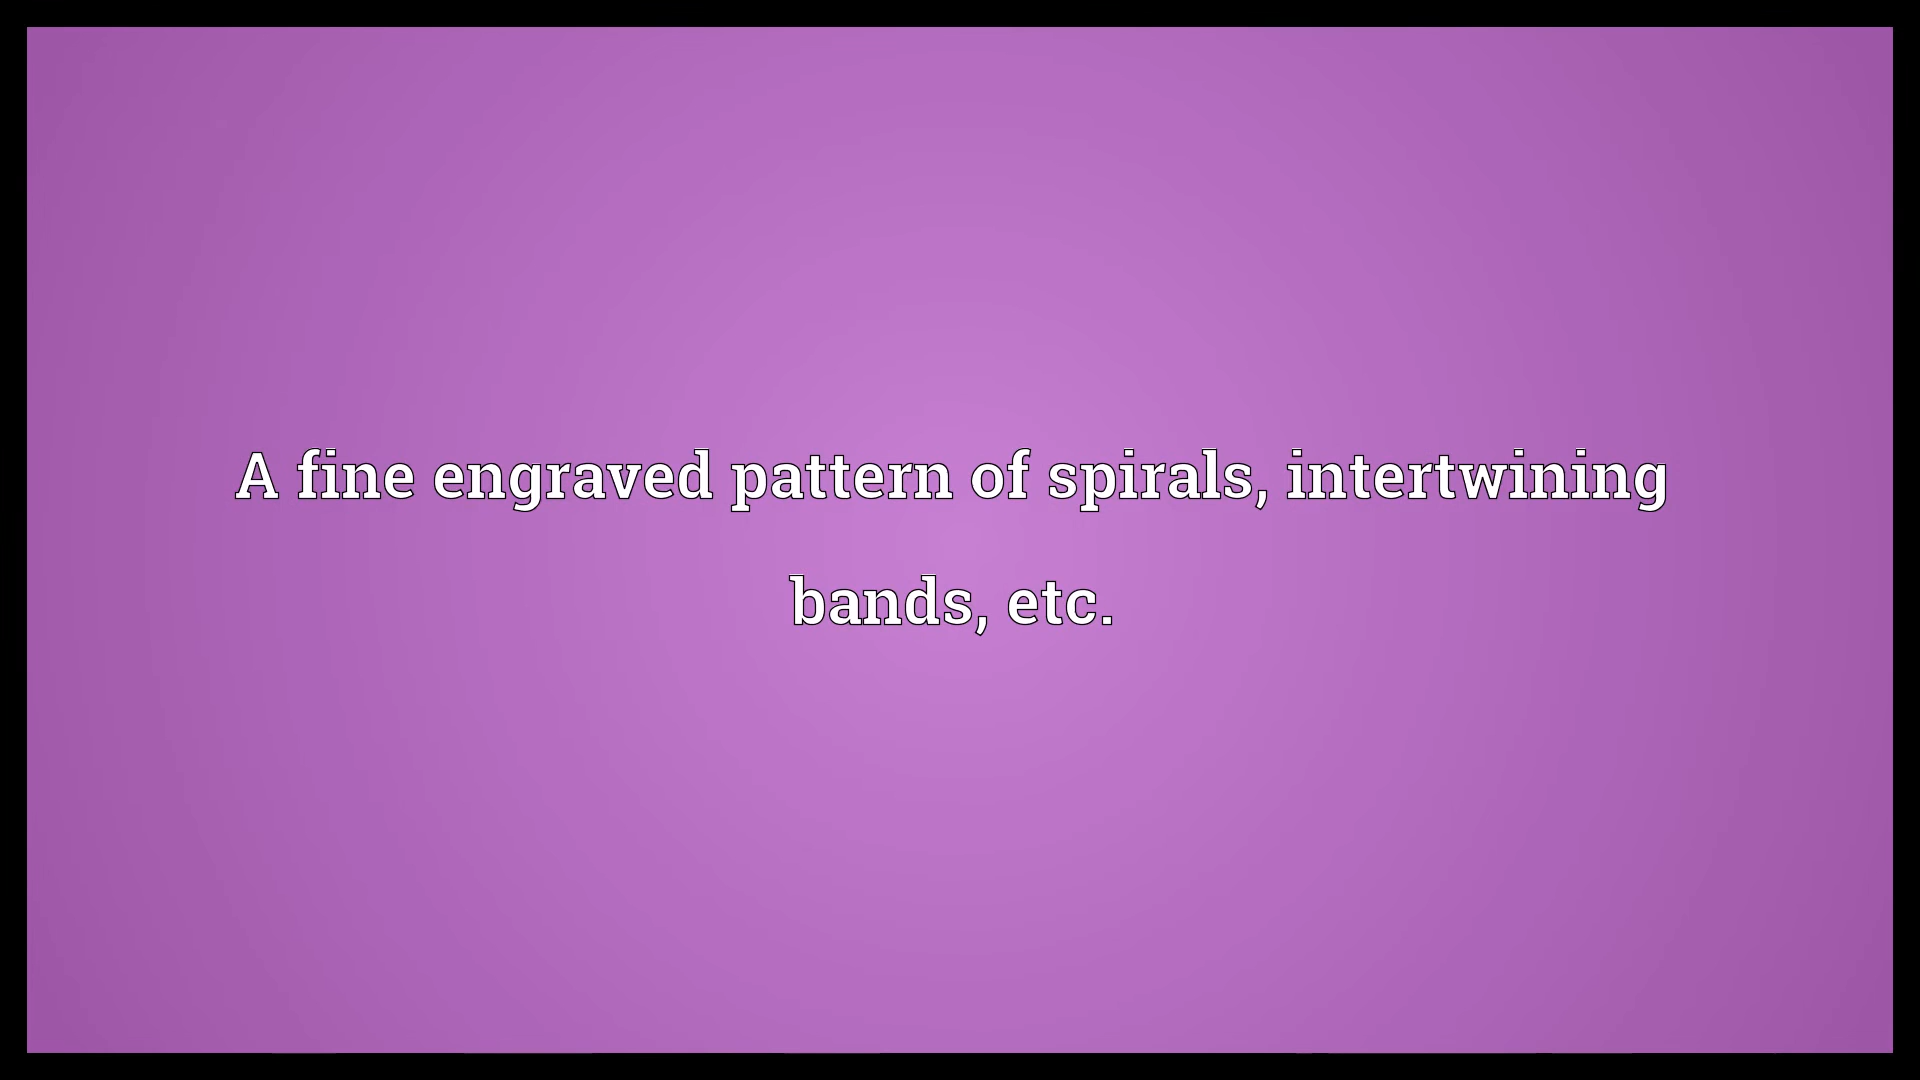 A fine engraved pattern of spirals, intertwining
bands, etc.